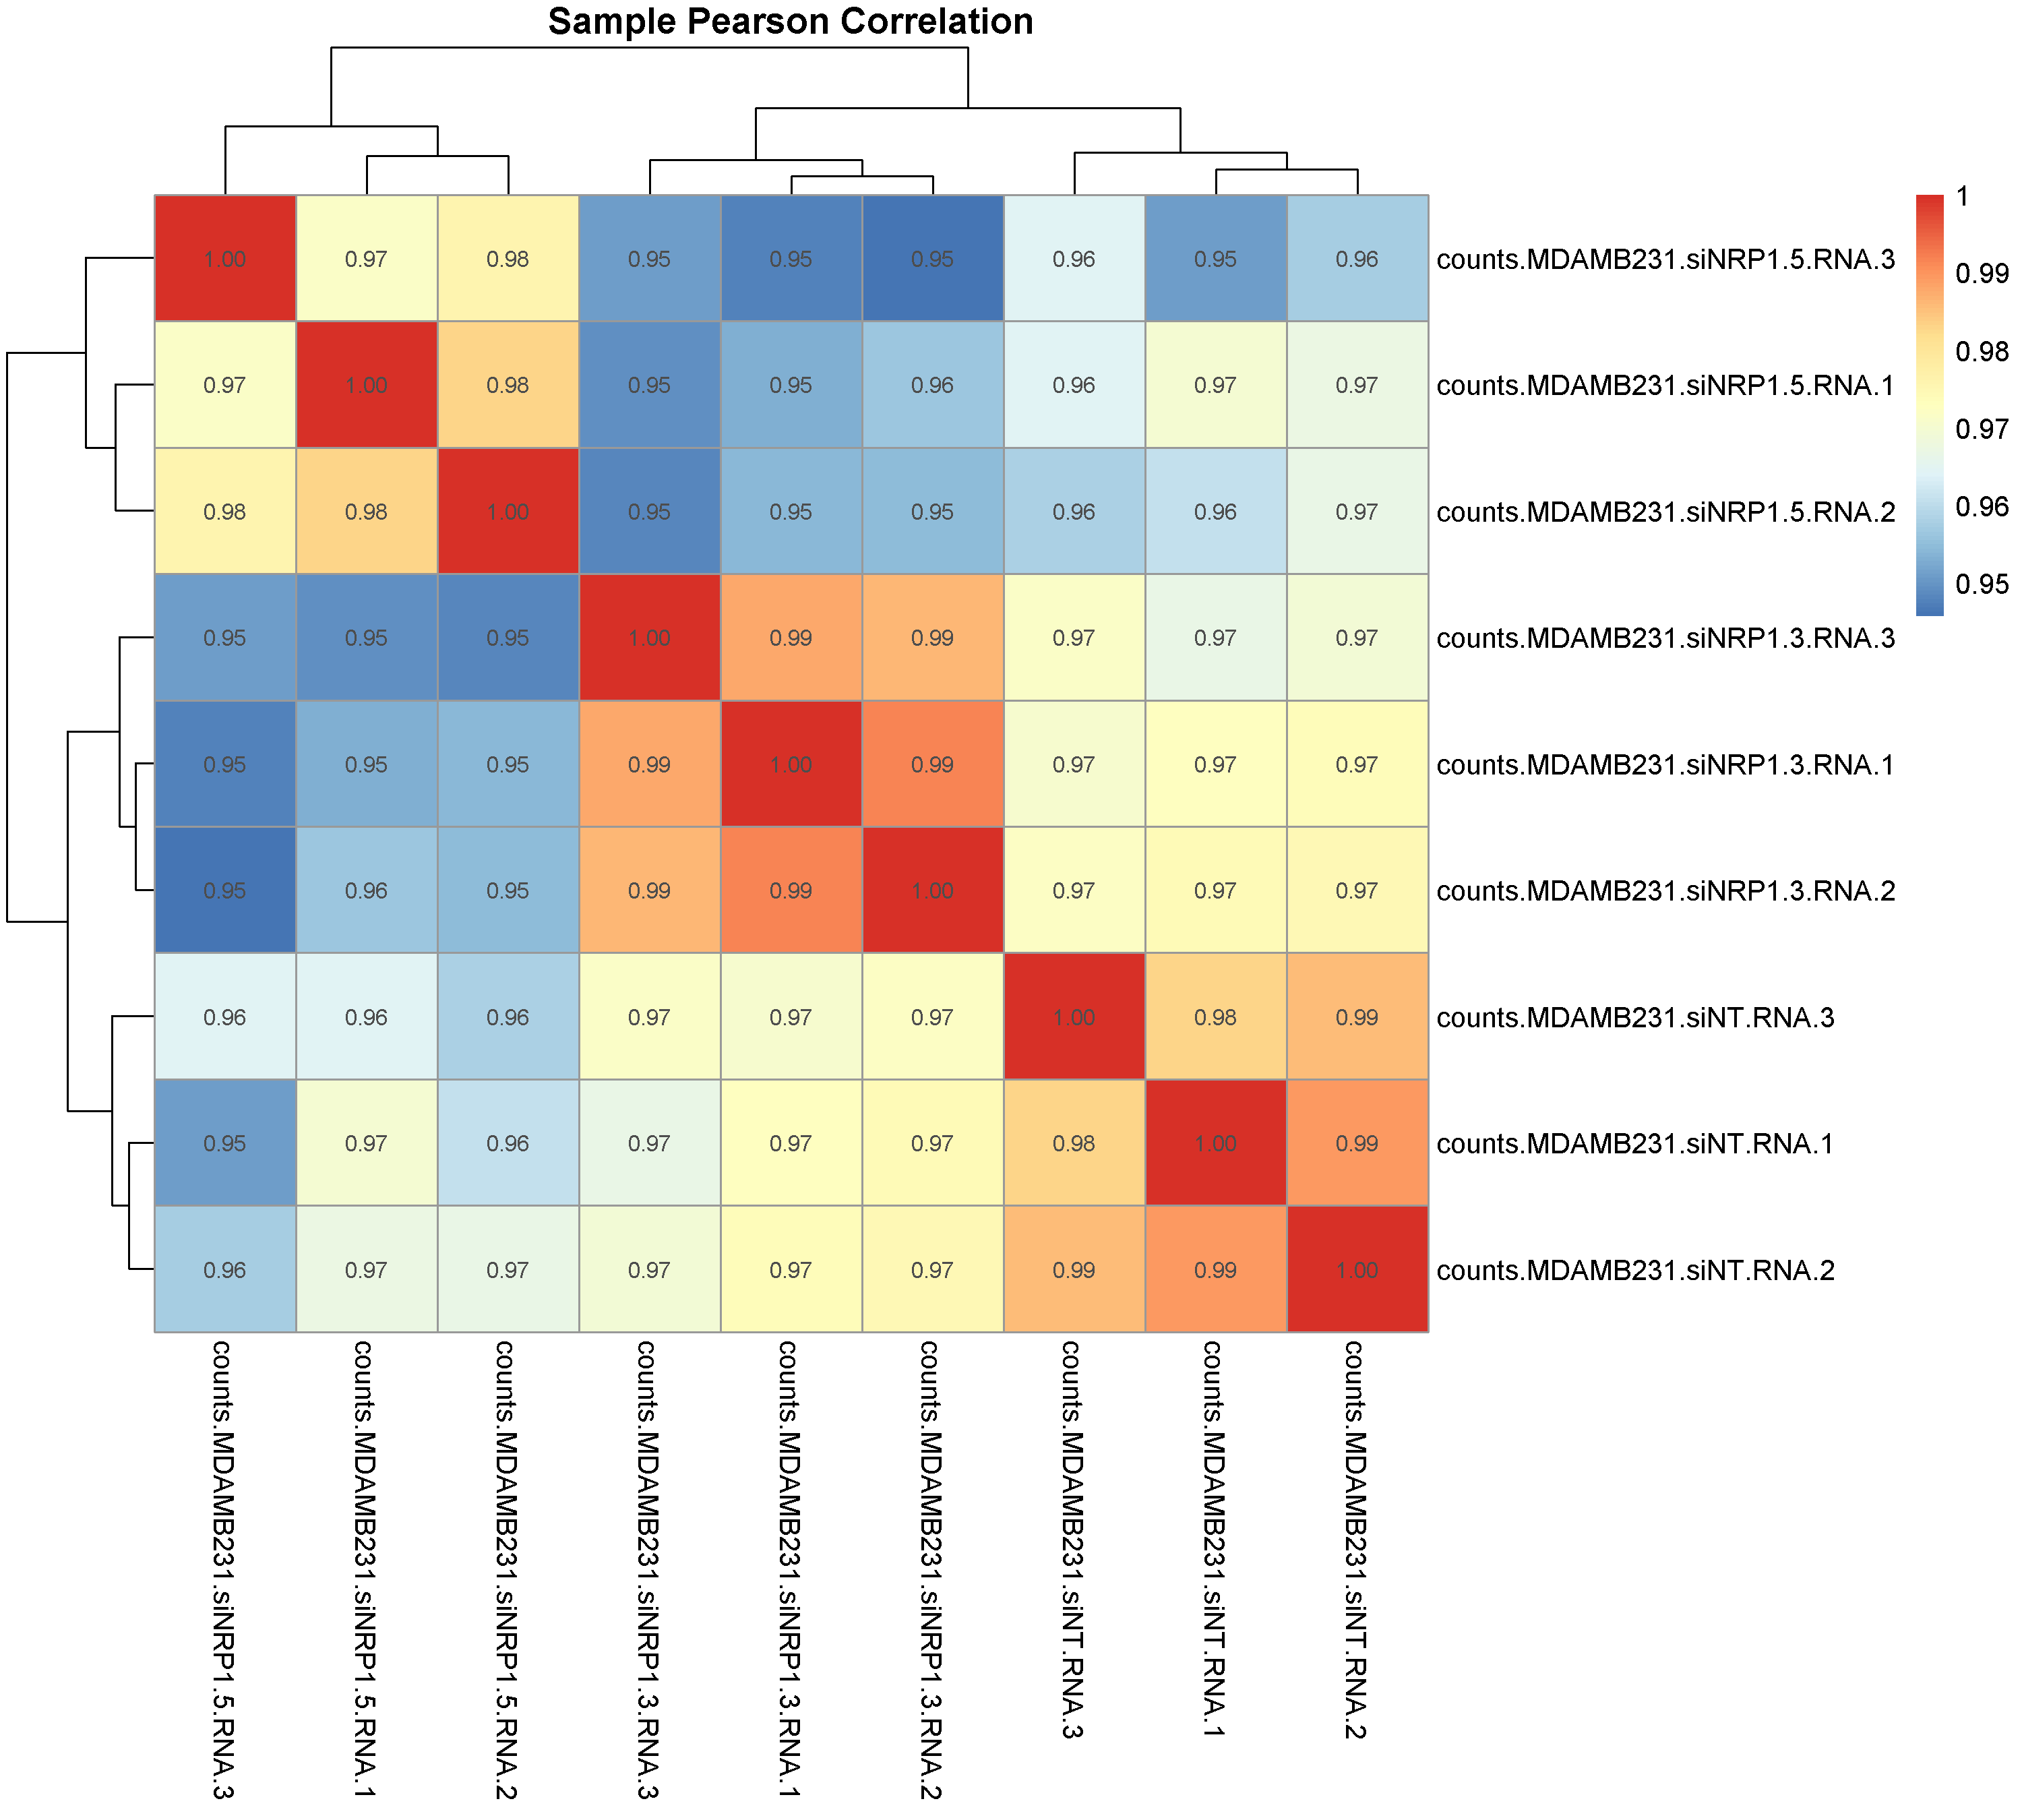 Sample Pearson Correlation
1.00 0.97 0.98 0.95 0.95 0.95 0.96 0.95 0.96 counts.MDAMB231.siNRP1.5.RNA.3
0.97 1.00 0.98 0.95 0.95 0.96 0.96 0.97 0.97 counts.MDAMB231.siNRP1.5.RNA.1
0.98 0.98 1.00 0.95 0.95 0.95 0.96 0.96 0.97 counts.MDAMB231.siNRP1.5.RNA.2
0.95 0.95 0.95 1.00 0.99 0.99 0.97 0.97 0.97 counts.MDAMB231.siNRP1.3.RNA.3
0.95 0.95 0.95 0.99 1.00 0.99 0.97 0.97 0.97 counts.MDAMB231.siNRP1.3.RNA.1
0.95 0.96 0.95 0.99 0.99 1.00 0.97 0.97 0.97 counts.MDAMB231.siNRP1.3.RNA.2
0.96 0.96 0.96 0.97 0.97 0.97 1.00 0.98 0.99 counts.MDAMB231.siNT.RNA.3
0.95 0.97 0.96 0.97 0.97 0.97 0.98 1.00 0.99 counts.MDAMB231.siNT.RNA.1
0.96 0.97 0.97 0.97 0.97 0.97 0.99 0.99 1.00 counts.MDAMB231.siNT.RNA.2
counts.MDAMB231.siNRP1.5.RNA.3
counts.MDAMB231.siNRP1.5.RNA.1
counts.MDAMB231.siNRP1.5.RNA.2
counts.MDAMB231.siNRP1.3.RNA.3
counts.MDAMB231.siNRP1.3.RNA.1
counts.MDAMB231.siNRP1.3.RNA.2
counts.MDAMB231.siNT.RNA.3
counts.MDAMB231.siNT.RNA.1
counts.MDAMB231.siNT.RNA.2
1
0.99
0.98
0.97
0.96
0.95